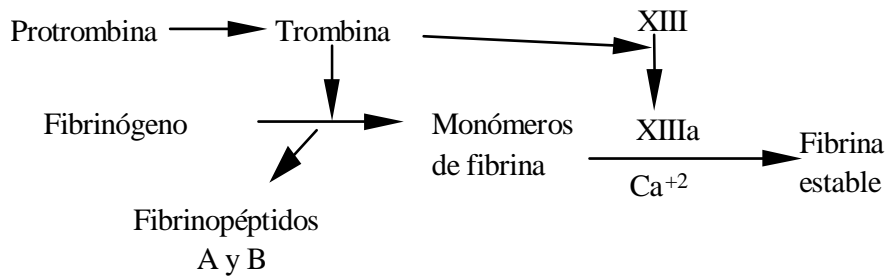 Protrombina
Trombina
XIII
Fibrinógeno
Monómeros
de fibrina
XIIIa
Ca+2
Fibrina
estable
Fibrinopéptidos
A y B